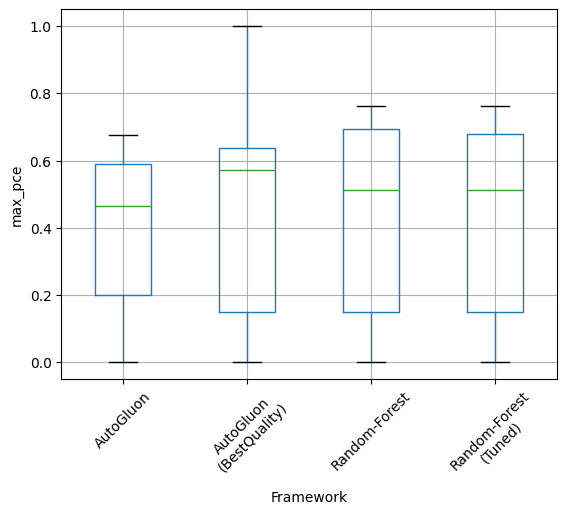 1.0
0.8
0.6
0.4
0.2
0.0
max_pce
AutoGluon
AutoGluon
(BestQuality)
Random-Forest
Random-Forest
(Tuned)
Framework